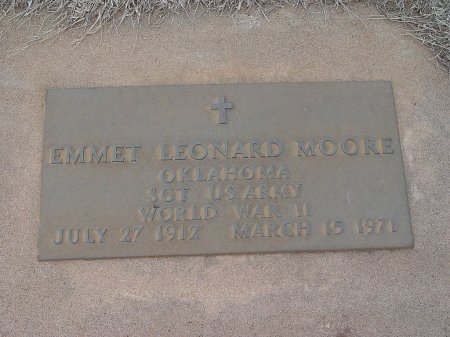 EMMET LEONARD MOORE
OKLAHOMA
SGT US ARMY
WORLD WAR II
JULY 27 1912 MARCH 15 1971